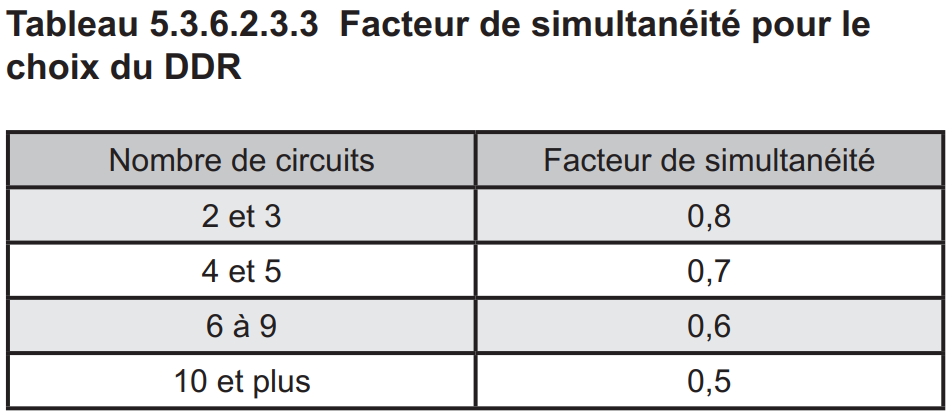 Tableau 5.3.6.2.3.3 Facteur de simultanéité pour le
choix du DDR
Nombre de circuits Facteur de simultanéité
2 et 3 0,8
4 et 5 0,7
6 à 9 0,6
10 et plus 0,5